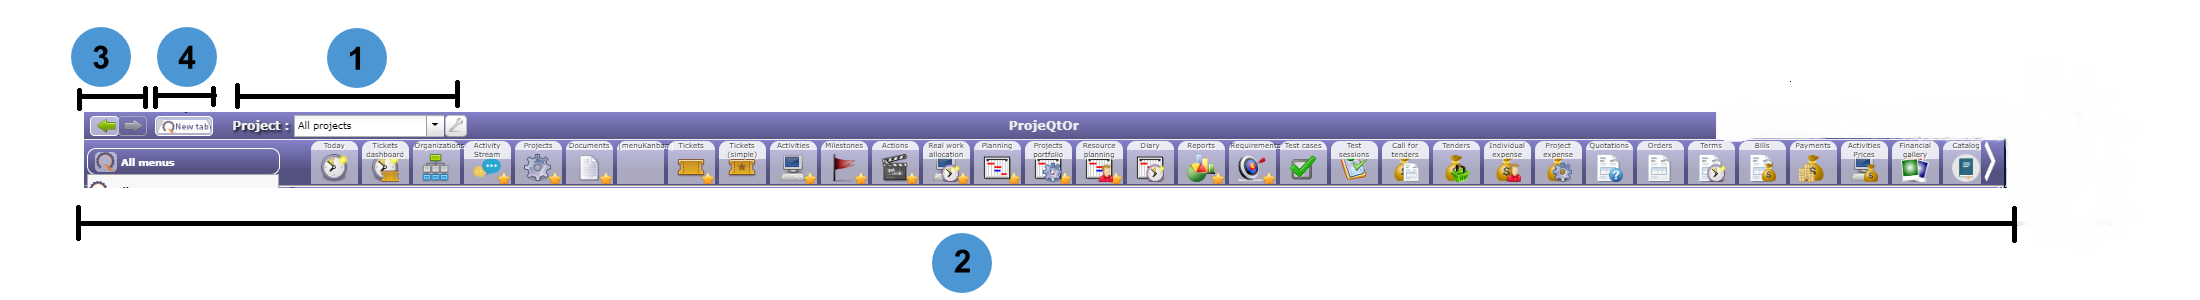 3 4 1
New tab Project : All projects ProjeQtOr
All menus Today Tickets dashboard Organizations Activity Stream Projects Documents (menuKanban Tickets Tickets (simple) Activities Milestones Actions Real work allocation Planning Projects portfolio Resource planning Diary Reports Requirements Test cases Test sessions Call for tenders Tenders Individual expense Project expense Quotations Orders Terms Bills Payments Activities Prices Financial gallery Catalog
2